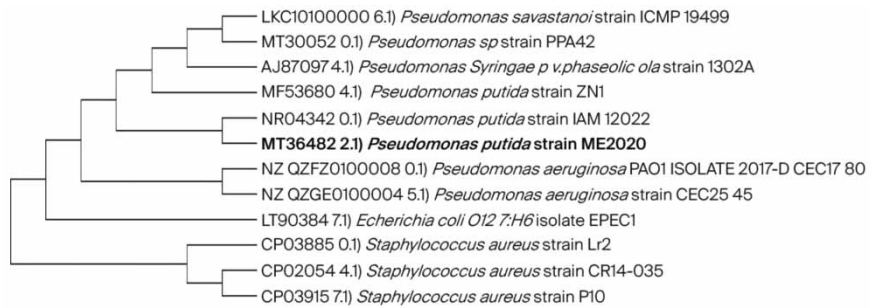 LKC10100000 6.1) Pseudomonas savastanoi strain ICMP 19499
MT30052 0.1) Pseudomonas sp strain PPA42
AJ87097 4.1) Pseudomonas Syringae p v.phaseolic ola strain 1302A
MF53680 4.1) Pseudomonas putida strain ZN1
NR04342 0.1) Pseudomonas putida strain IAM 12022
MT36482 2.1) Pseudomonas putida strain ME2020
NZ QZFZ0100008 0.1) Pseudomonas aeruginosa PAO1 ISOLATE 2017-D CEC17 80
NZ QZGE0100004 5.1) Pseudomonas aeruginosa strain CEC25 45
LT90384 7.1) Echerichia coli O12 7:H6 isolate EPEC1
CP03885 0.1) Staphylococcus aureus strain Lr2
CP02054 4.1) Staphylococcus aureus strain CR14-035
CP03915 7.1) Staphylococcus aureus strain P10